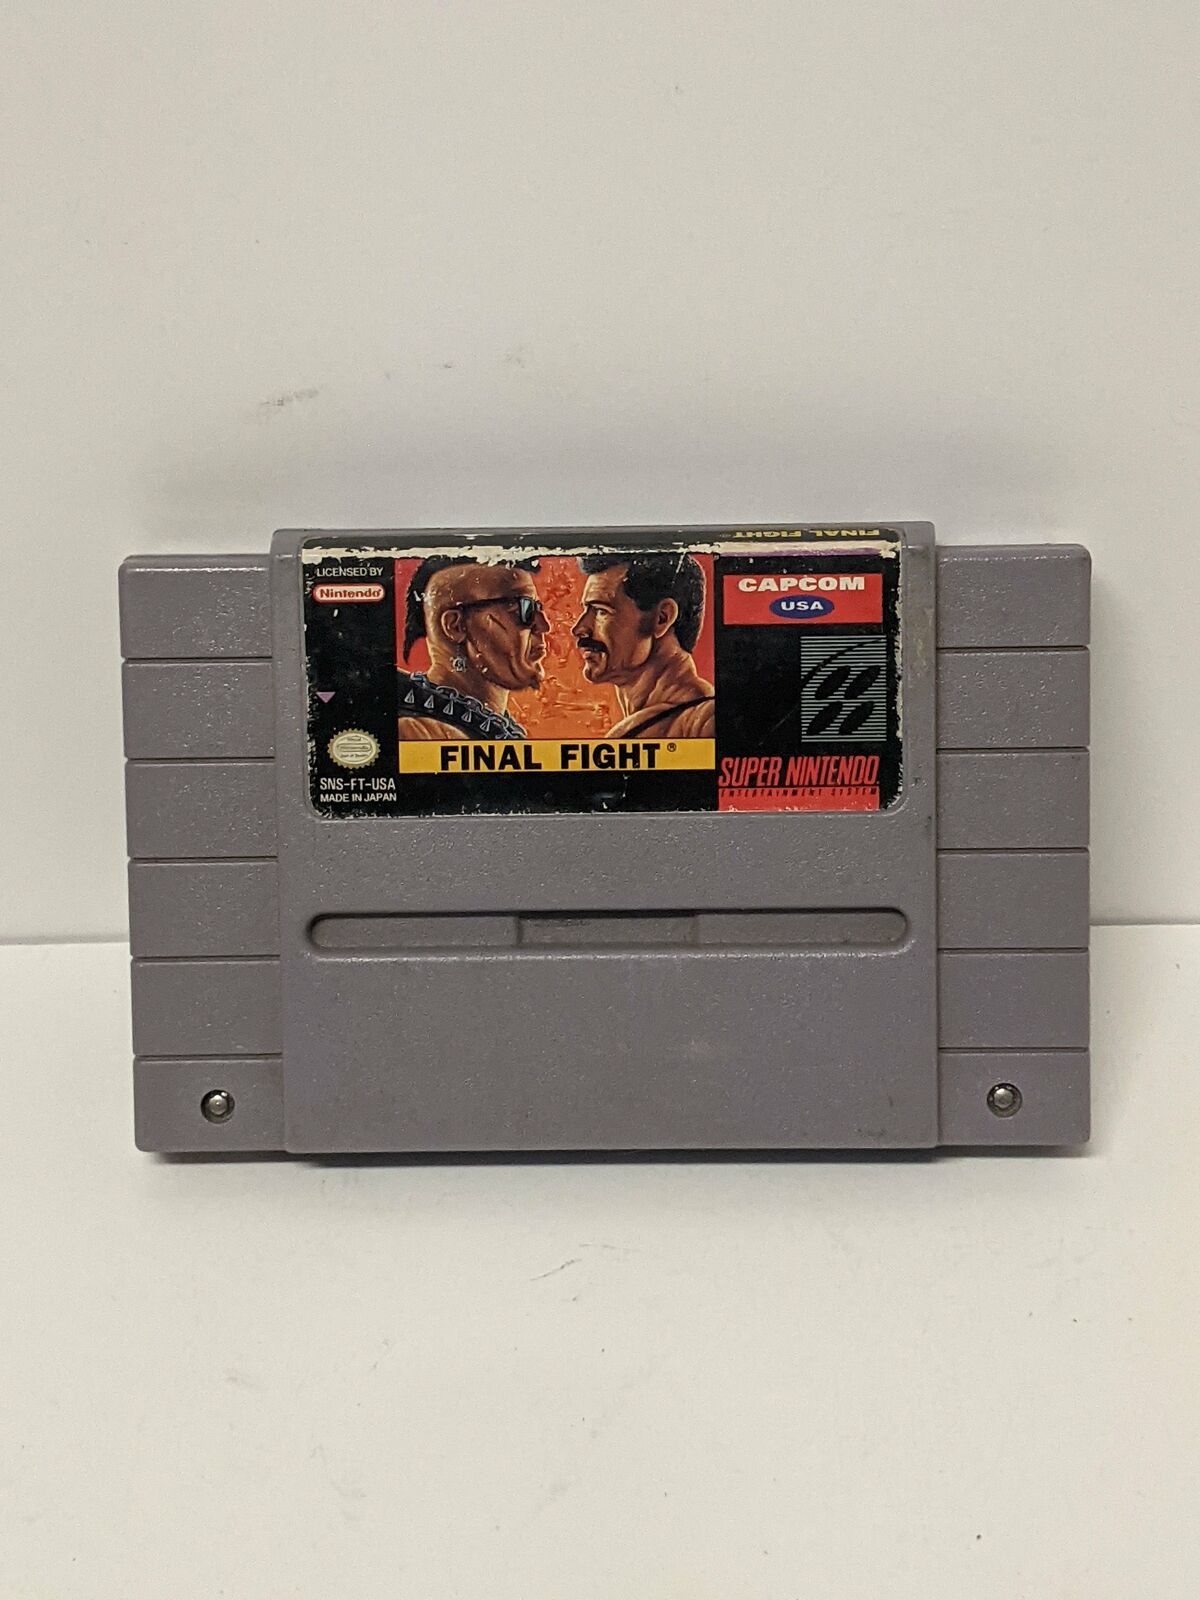 FINAL FIGHT®
LICENSED BY
Nintendo®
CAPCOM
USA
FINAL FIGHT®
SNS-FT-USA
MADE IN JAPAN
SUPER NINTENDO
ENTERTAINMENT SYSTEM